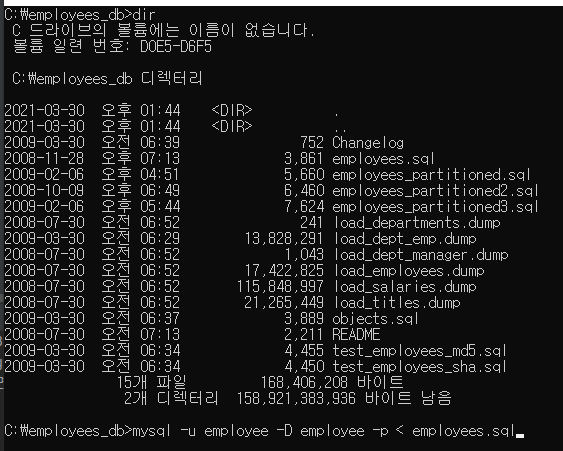 C:\employees_db>dir
C 드라이브의 볼륨에는 이름이 없습니다.
볼륨 일련 번호: D0E5-D6F5
C:\employees_db 디렉터리
2021-03-30 오후 01:44 <DIR> .
2021-03-30 오후 01:44 <DIR> ..
2009-03-30 오전 06:39 752 Changelog
2008-11-28 오후 07:13 3,861 employees.sql
2009-02-06 오후 04:51 5,660 employees_partitioned.sql
2008-10-09 오후 06:49 6,460 employees_partitioned2.sql
2009-02-06 오후 05:44 7,624 employees_partitioned3.sql
2008-07-30 오전 06:52 241 load_departments.dump
2009-03-30 오전 06:29 13,828,291 load_dept_emp.dump
2008-07-30 오전 06:52 1,043 load_dept_manager.dump
2008-07-30 오전 06:52 17,422,825 load_employees.dump
2008-07-30 오전 06:52 115,848,997 load_salaries.dump
2008-07-30 오전 06:52 21,265,449 load_titles.dump
2009-03-30 오전 06:37 3,889 objects.sql
2008-07-30 오전 07:13 2,211 README
2009-03-30 오전 06:34 4,455 test_employees_md5.sql
2009-03-30 오전 06:34 4,450 test_employees_sha.sql
15개 파일 168,406,208 바이트
2개 디렉터리 158,921,383,936 바이트 남음
C:\employees_db>mysql -u employee -D employee -p < employees.sql